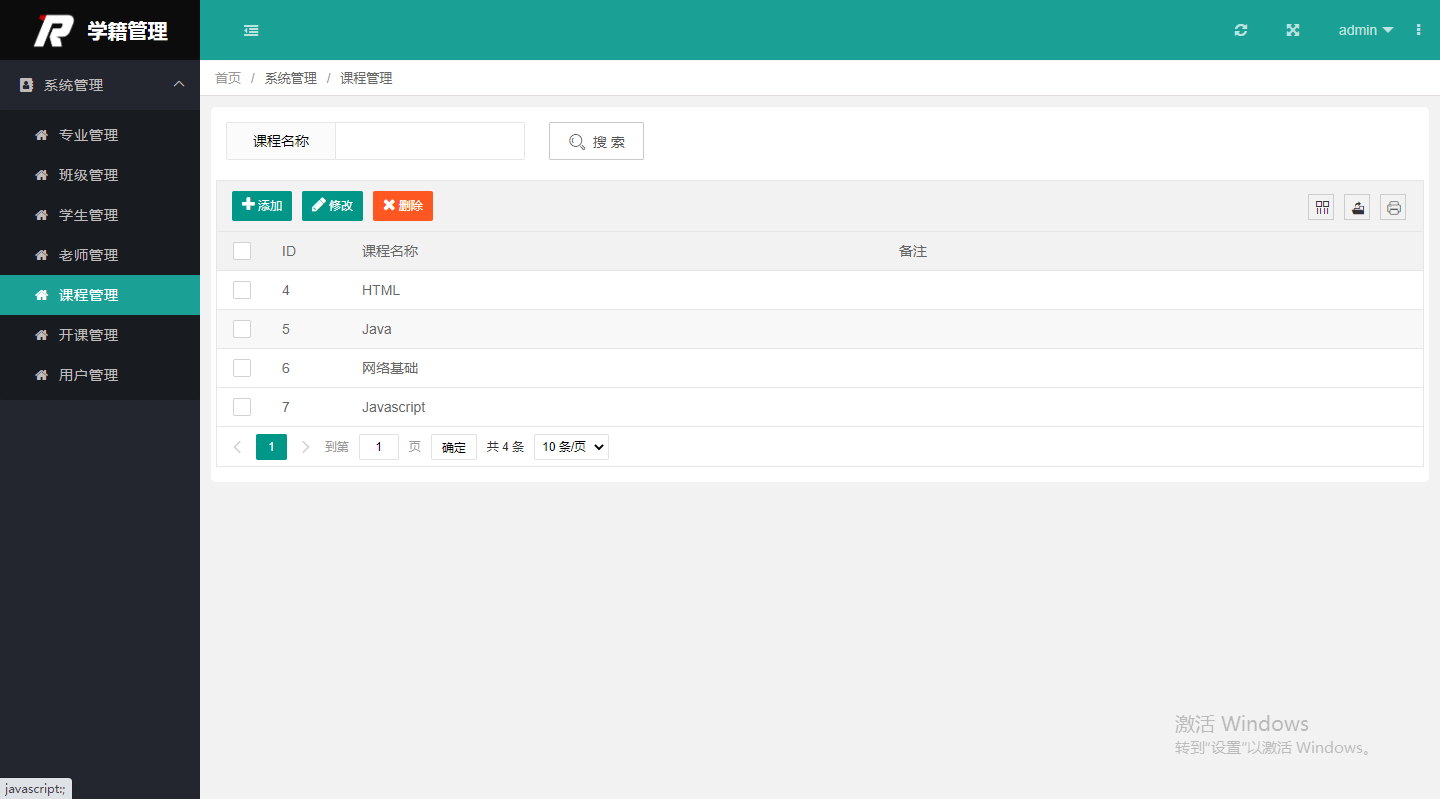 学籍管理
admin
系统管理
首页 / 系统管理 / 课程管理
专业管理
班级管理
学生管理
老师管理
课程管理
开课管理
用户管理
课程名称 搜 索
添加 修改 删除
ID 课程名称 备注
4 HTML
5 Java
6 网络基础
7 Javascript
1 到第 1 页 确定 共 4 条 10 条/页
激活 Windows
转到"设置"以激活 Windows。
javascript:;